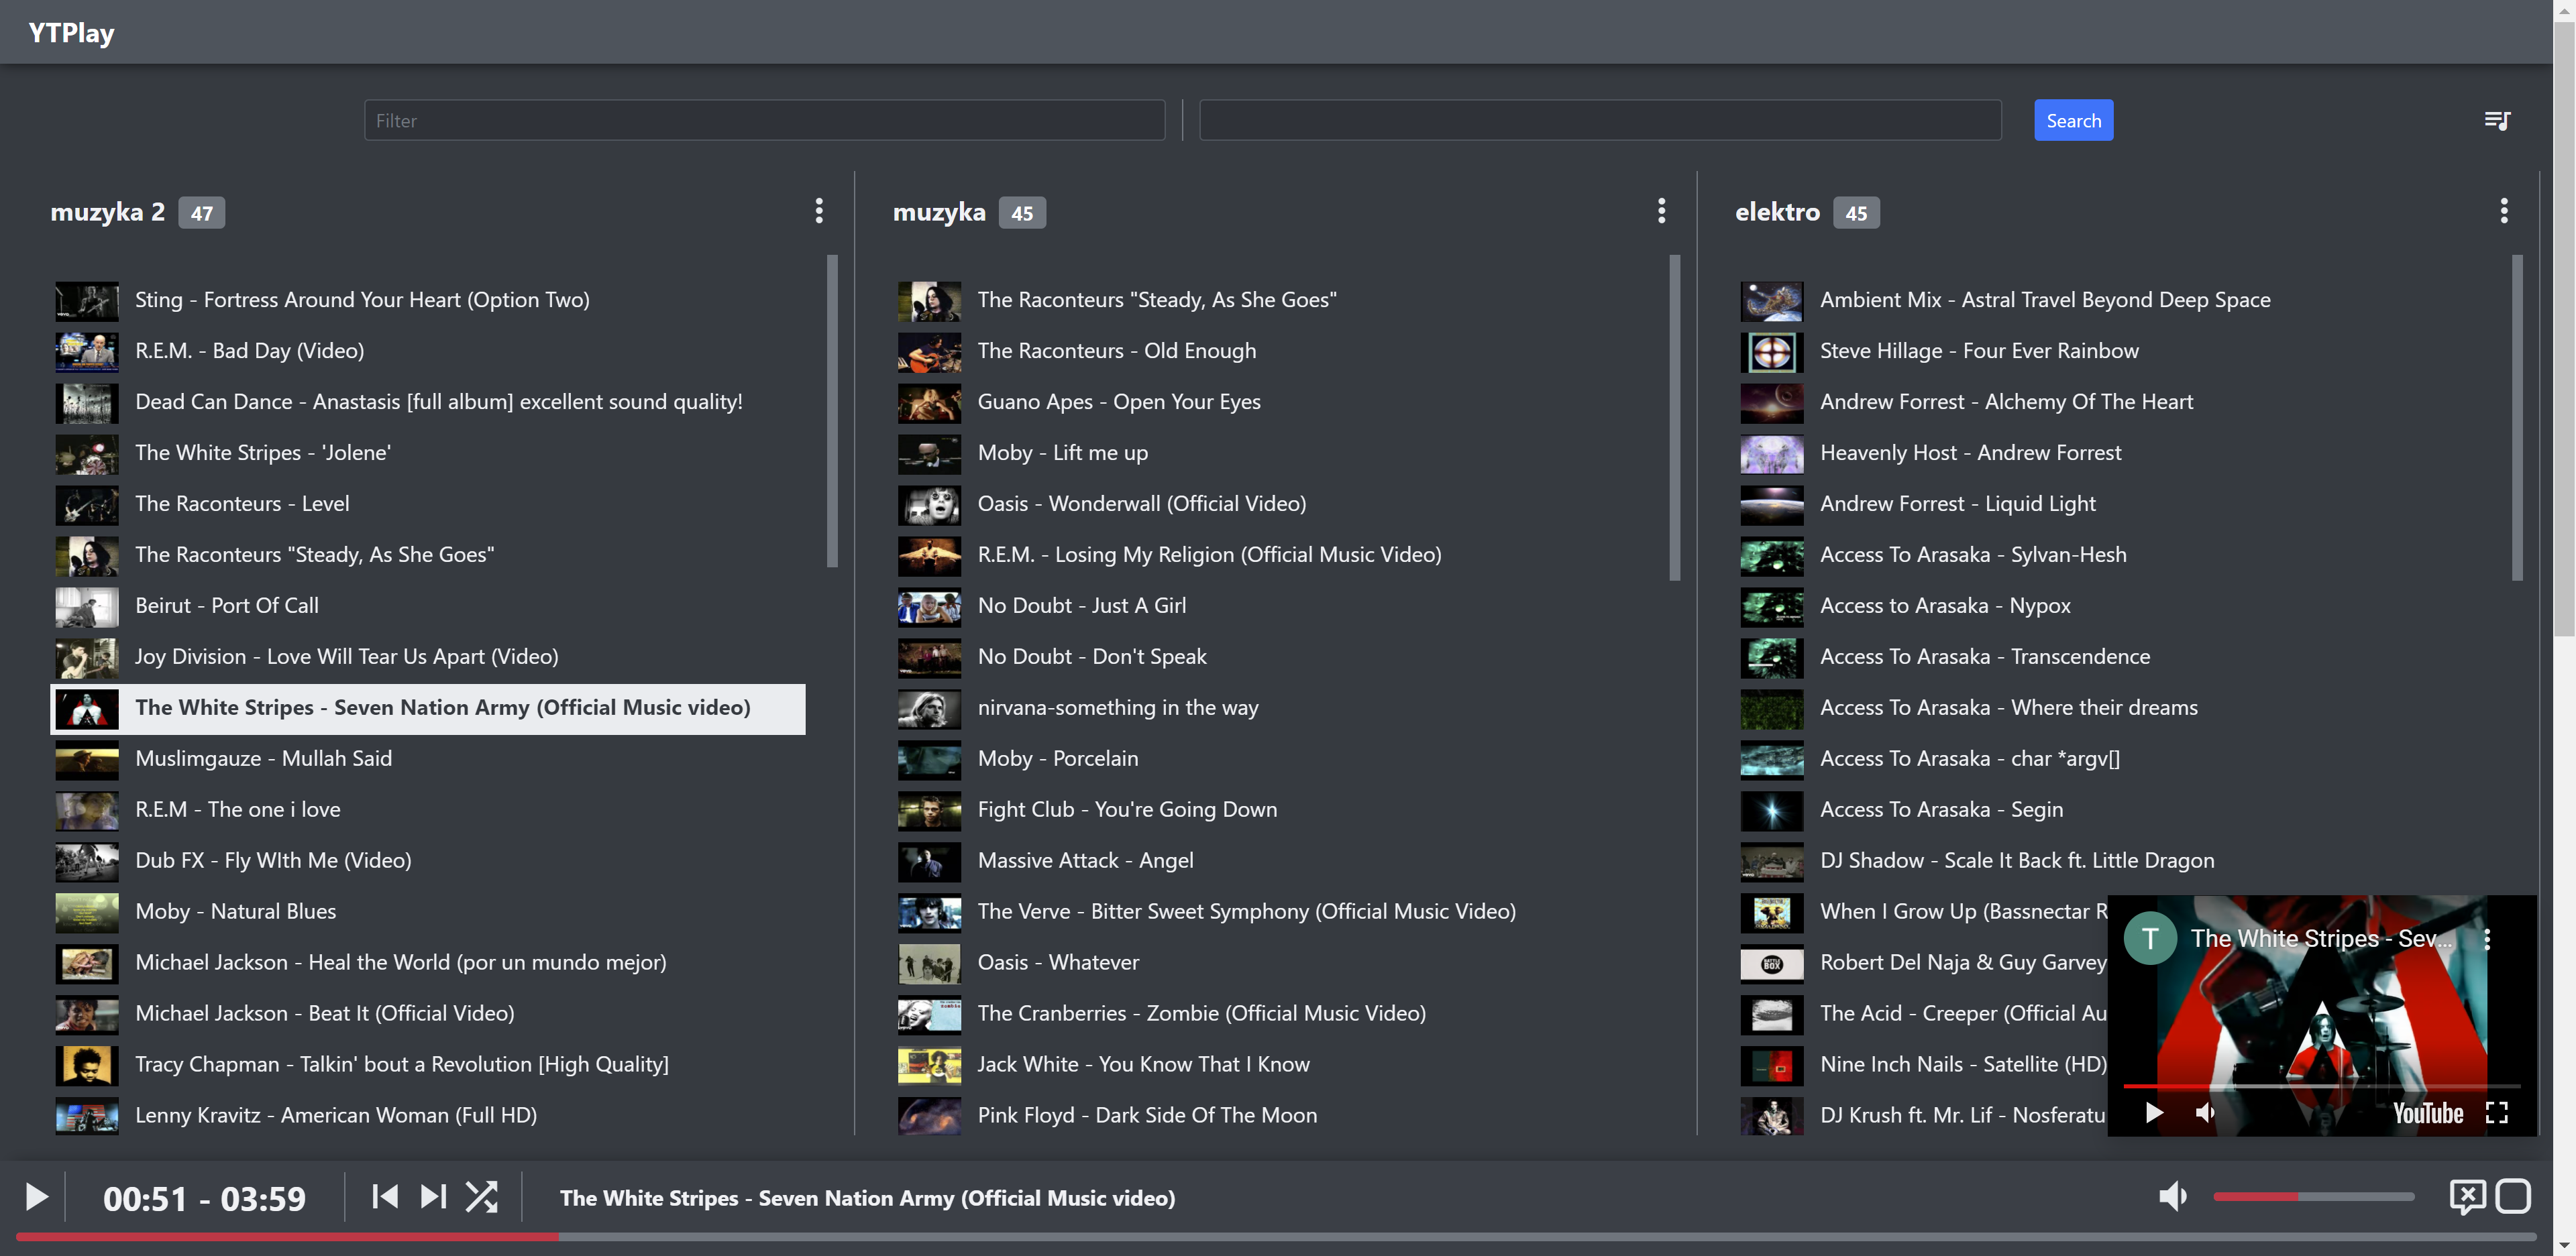 YTPlay
Filter
Search
muzyka 2 47
Sting - Fortress Around Your Heart (Option Two)
R.E.M. - Bad Day (Video)
Dead Can Dance - Anastasis [full album] excellent sound quality!
The White Stripes - 'Jolene'
The Raconteurs - Level
The Raconteurs "Steady, As She Goes"
Beirut - Port Of Call
Joy Division - Love Will Tear Us Apart (Video)
The White Stripes - Seven Nation Army (Official Music video)
Muslimgauze - Mullah Said
R.E.M - The one i love
Dub FX - Fly WIth Me (Video)
Moby - Natural Blues
Michael Jackson - Heal the World (por un mundo mejor)
Michael Jackson - Beat It (Official Video)
Tracy Chapman - Talkin' bout a Revolution [High Quality]
Lenny Kravitz - American Woman (Full HD)
muzyka 45
The Raconteurs "Steady, As She Goes"
The Raconteurs - Old Enough
Guano Apes - Open Your Eyes
Moby - Lift me up
Oasis - Wonderwall (Official Video)
R.E.M. - Losing My Religion (Official Music Video)
No Doubt - Just A Girl
No Doubt - Don't Speak
nirvana-something in the way
Moby - Porcelain
Fight Club - You're Going Down
Massive Attack - Angel
The Verve - Bitter Sweet Symphony (Official Music Video)
Oasis - Whatever
The Cranberries - Zombie (Official Music Video)
Jack White - You Know That I Know
Pink Floyd - Dark Side Of The Moon
elektro 45
Ambient Mix - Astral Travel Beyond Deep Space
Steve Hillage - Four Ever Rainbow
Andrew Forrest - Alchemy Of The Heart
Heavenly Host - Andrew Forrest
Andrew Forrest - Liquid Light
Access To Arasaka - Sylvan-Hesh
Access to Arasaka - Nypox
Access To Arasaka - Transcendence
Access To Arasaka - Where their dreams
Access To Arasaka - char *argv[]
Access To Arasaka - Segin
DJ Shadow - Scale It Back ft. Little Dragon
When I Grow Up (Bassnectar R
Robert Del Naja & Guy Garvey
The Acid - Creeper (Official Au
Nine Inch Nails - Satellite (HD)
DJ Krush ft. Mr. Lif - Nosferatu
T The White Stripes - Sev...
YouTube
00:51 - 03:59
The White Stripes - Seven Nation Army (Official Music video)